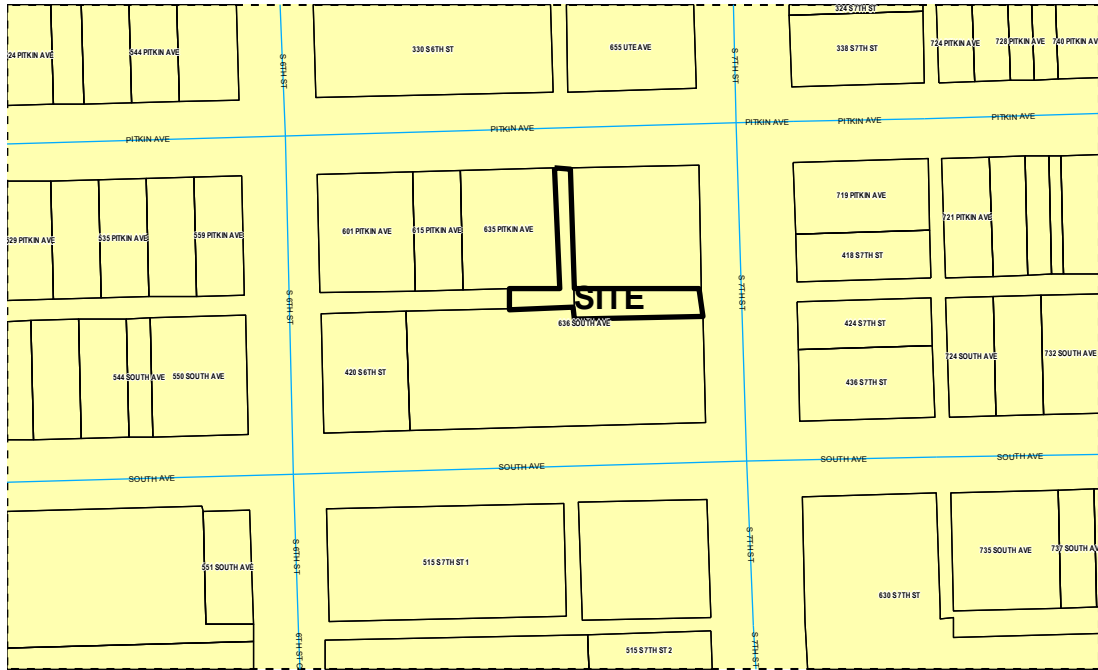 324 S 7TH ST
24 PITKIN AVE
544 PITKIN AVE
330 S 6TH ST
655 UTE AVE
338 S 7TH ST
724 PITKIN AVE
728 PITKIN AVE
740 PITKIN AV
S 6TH ST
S 7TH ST
PITKIN AVE
PITKIN AVE
PITKIN AVE
PITKIN AVE
PITKIN AVE
529 PITKIN AVE
535 PITKIN AVE
559 PITKIN AVE
601 PITKIN AVE
615 PITKIN AVE
635 PITKIN AVE
719 PITKIN AVE
721 PITKIN AVE
418 S 7TH ST
S 6TH ST
S 7TH ST
SITE
636 SOUTH AVE
424 S 7TH ST
544 SOUTH AVE
550 SOUTH AVE
420 S 6TH ST
436 S 7TH ST
724 SOUTH AVE
732 SOUTH AVE
SOUTH AVE
SOUTH AVE
SOUTH AVE
SOUTH AVE
S 6TH ST
S 7TH ST
551 SOUTH AVE
515 S 7TH ST 1
735 SOUTH AVE
737 SOUTH AV
630 S 7TH ST
6TH ST
S 7TH ST
515 S 7TH ST 2